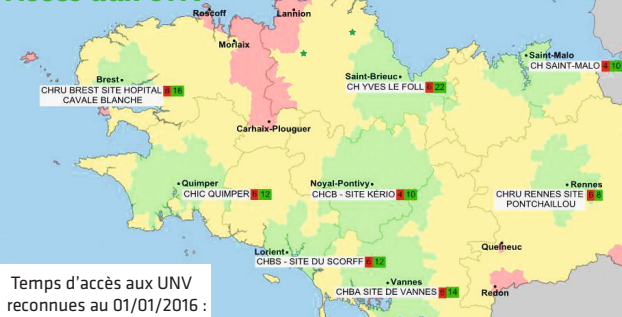 Roscoff
Lannion
Morlaix
Saint-Malo
CH SAINT-MALO 4 10
Brest
CHRU BREST SITE HOPITAL 6 16
CAVALE BLANCHE
Saint-Brieuc
CH YVES LE FOLL 6 22
Carhaix-Plouguer
Quimper
CHIC QUIMPER 6 12
Noyal-Pontivy
CHCB - SITE KÉRIO 4 10
Rennes
CHRU RENNES SITE 6 8
PONTCHAILLOU
Quelneuc
Lorient
CHBS - SITE DU SCORFF 6 12
Vannes
CHBA SITE DE VANNES 6 14
Redon
Temps d'accès aux UNV
reconnues au 01/01/2016 :